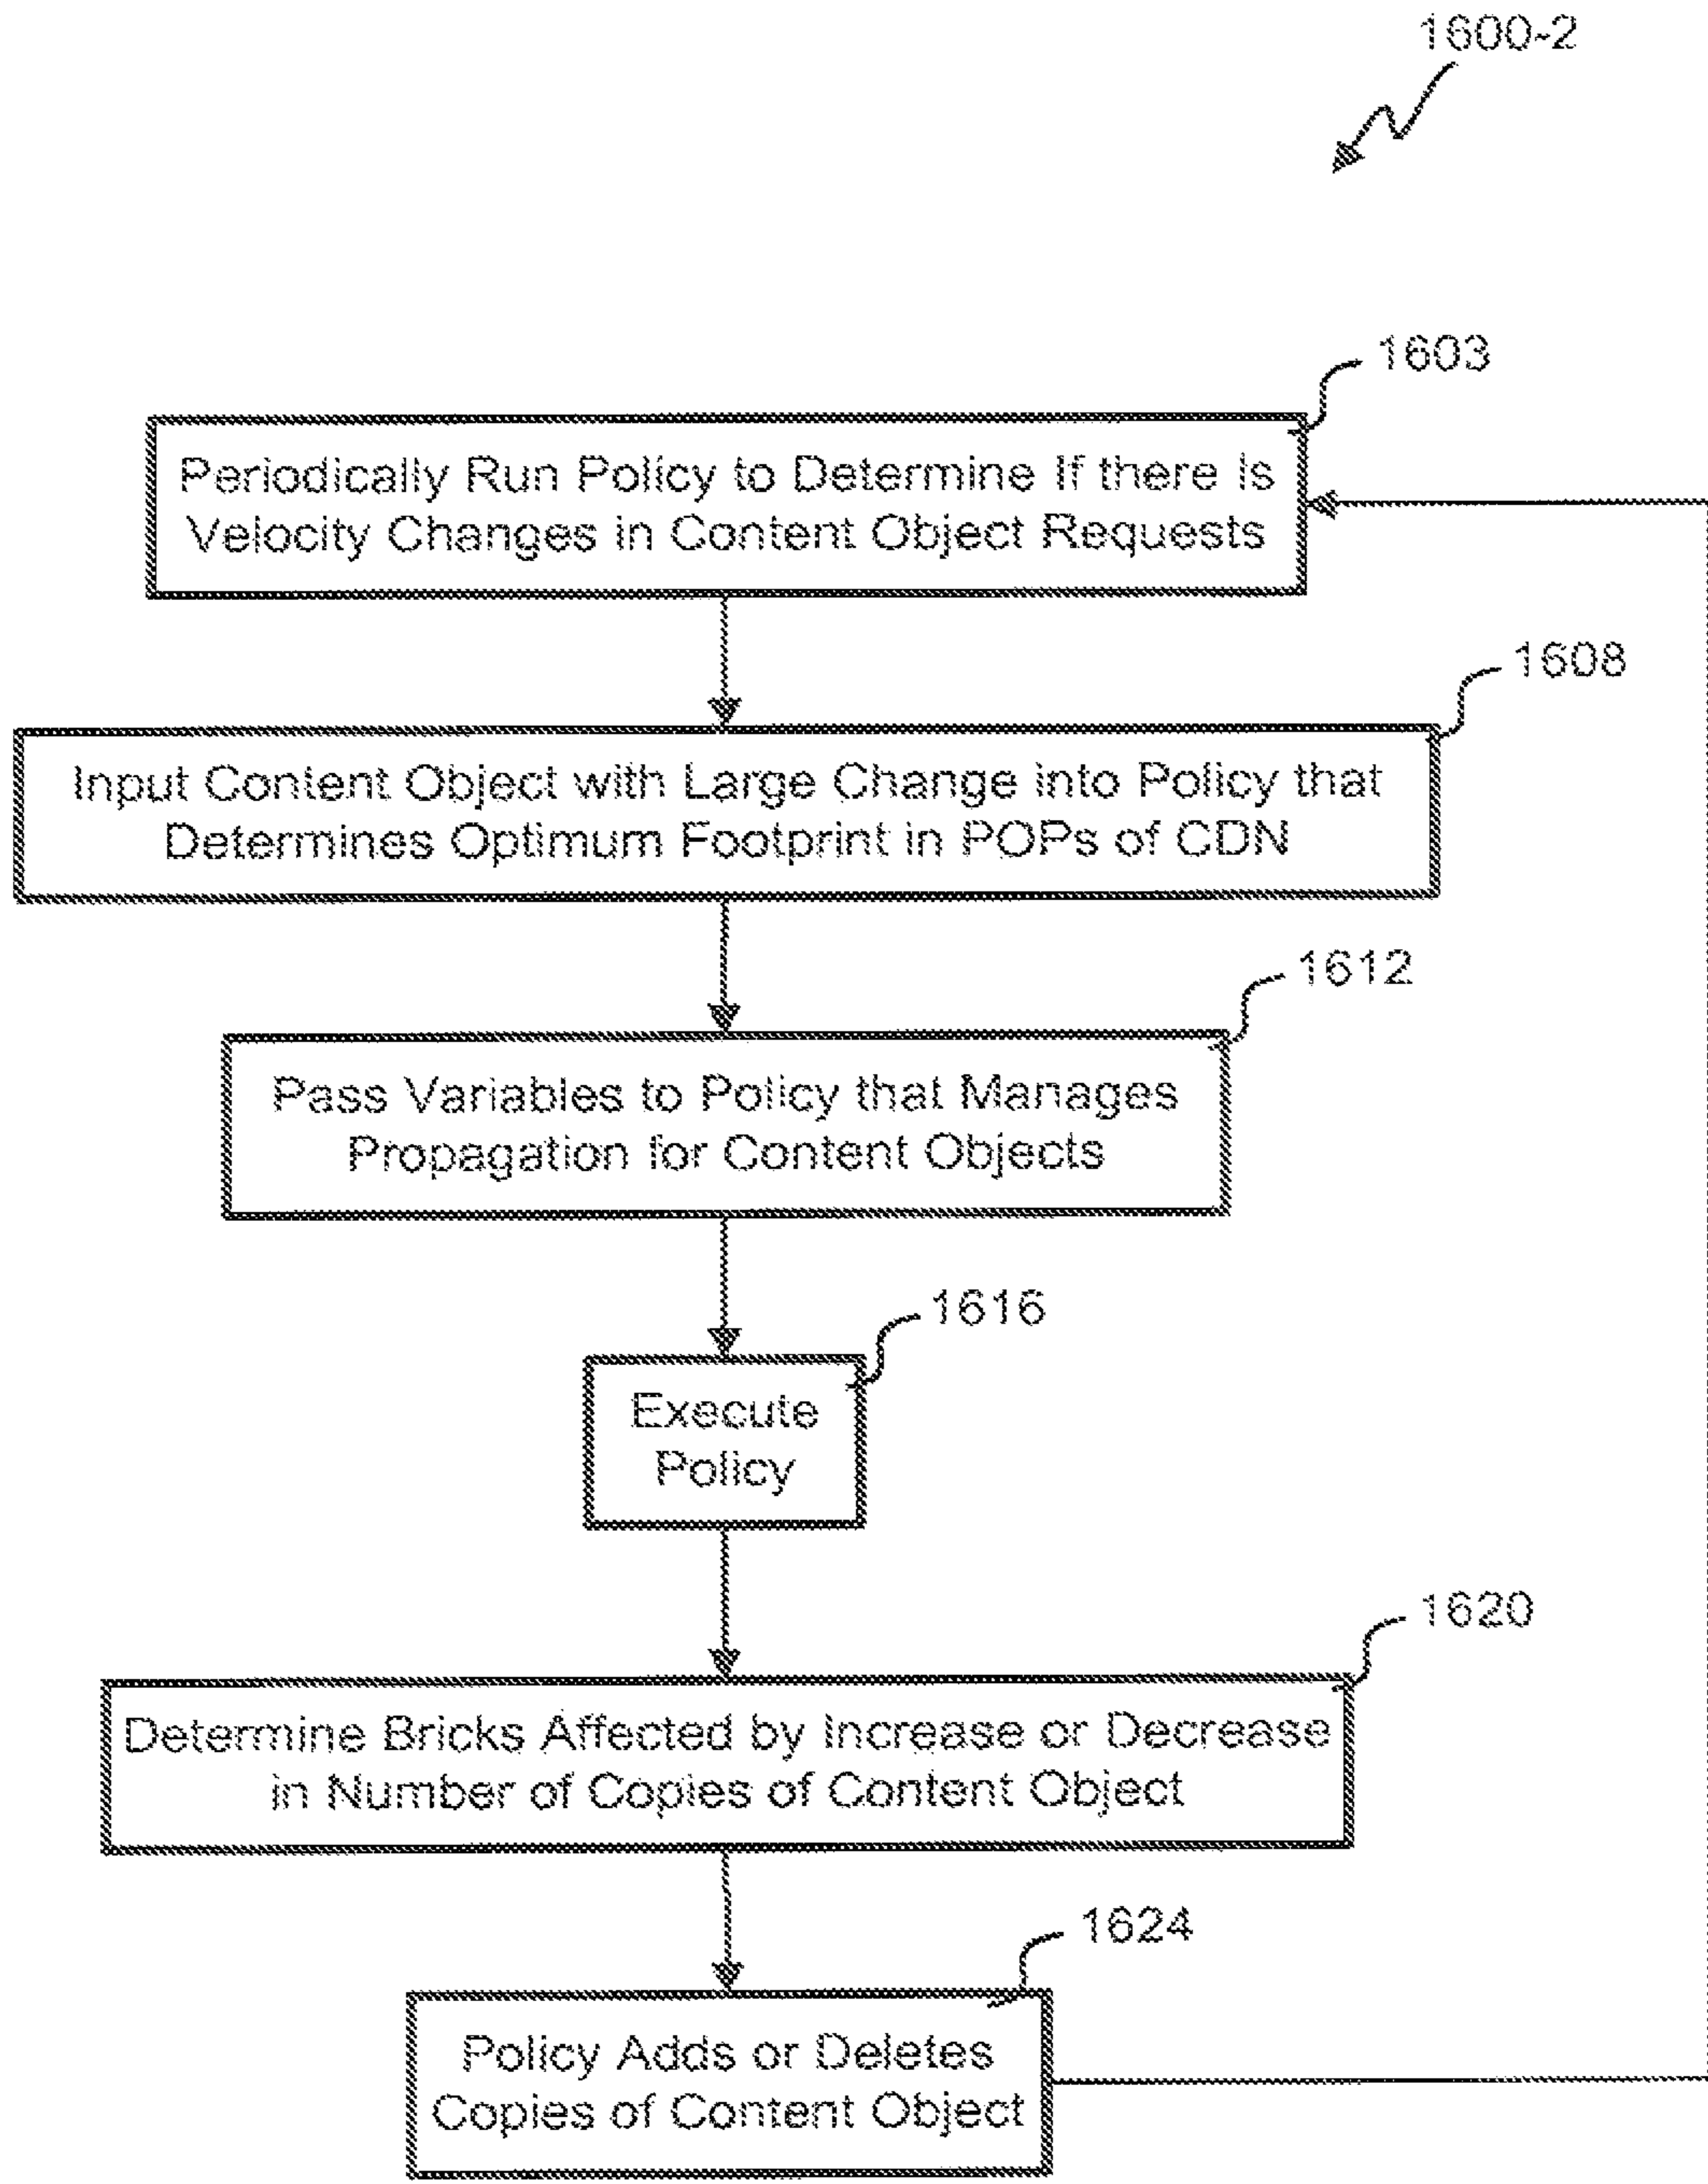 1600-2
1603
Periodically Run Policy to Determine If there is
Velocity Changes in Content Object Requests
1608
Input Content Object with Large Change into Policy that
Determines Optimum Footprint in POPs of CDN
1612
Pass Variables to Policy that Manages
Propagation for Content Objects
1616
Execute
Policy
1620
Determine Bricks Affected by Increase or Decrease
in Number of Copies of Content Object
1624
Policy Adds or Deletes
Copies of Content Object